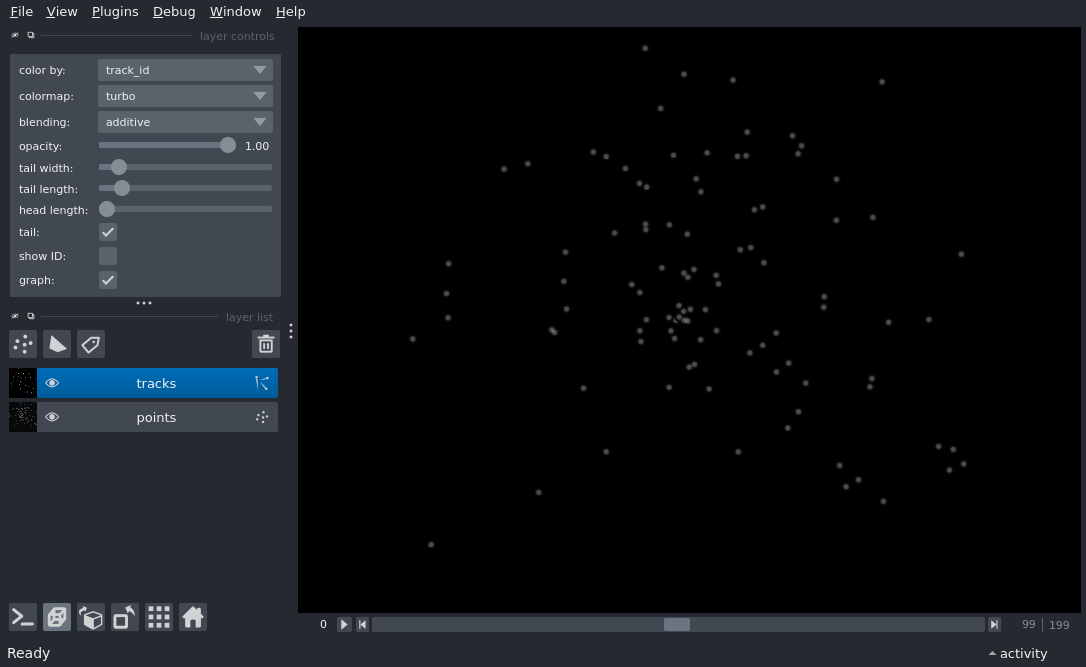 File View Plugins Debug Window Help
layer controls
color by: track_id
colormap: turbo
blending: additive
opacity: 1.00
tail width:
tail length:
head length:
tail:
show ID:
graph:
layer list
tracks
points
0 99 199
Ready activity